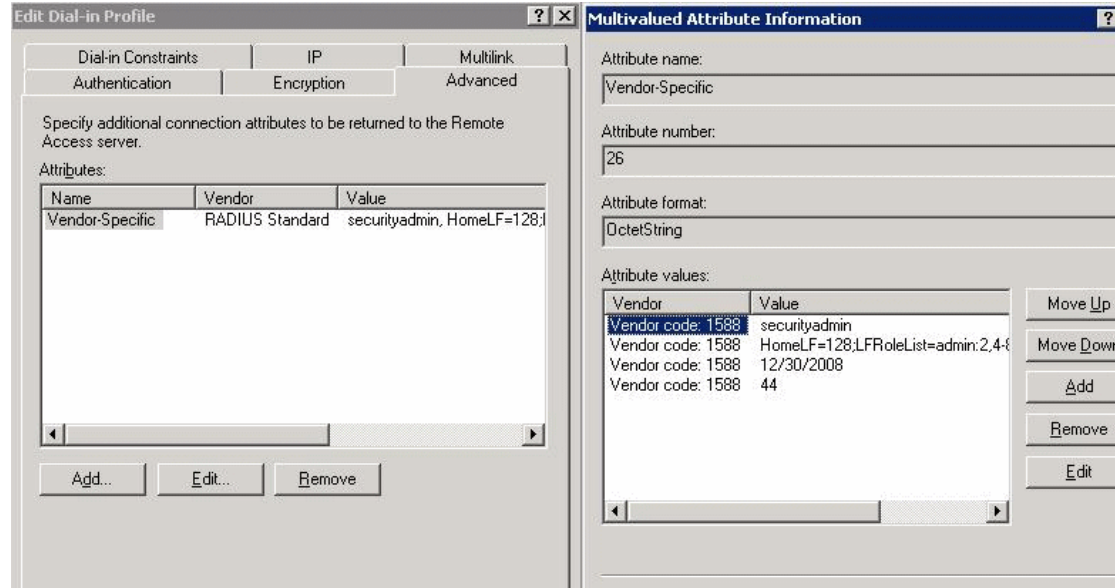 Edit Dial-in Profile
Dial-in Constraints IP Multilink
Authentication Encryption Advanced
Specify additional connection attributes to be returned to the Remote
Access server.
Attributes:
Name Vendor Value
Vendor-Specific RADIUS Standard securityadmin, HomeLF=128;
Add... Edit... Remove
Multivalued Attribute Information
Attribute name:
Vendor-Specific
Attribute number:
26
Attribute format:
OctetString
Attribute values:
Vendor Value
Vendor code: 1588 securityadmin
Vendor code: 1588 HomeLF=128;LFRoleList=admin:2,4-8
Vendor code: 1588 12/30/2008
Vendor code: 1588 44
Move Up
Move Down
Add
Remove
Edit